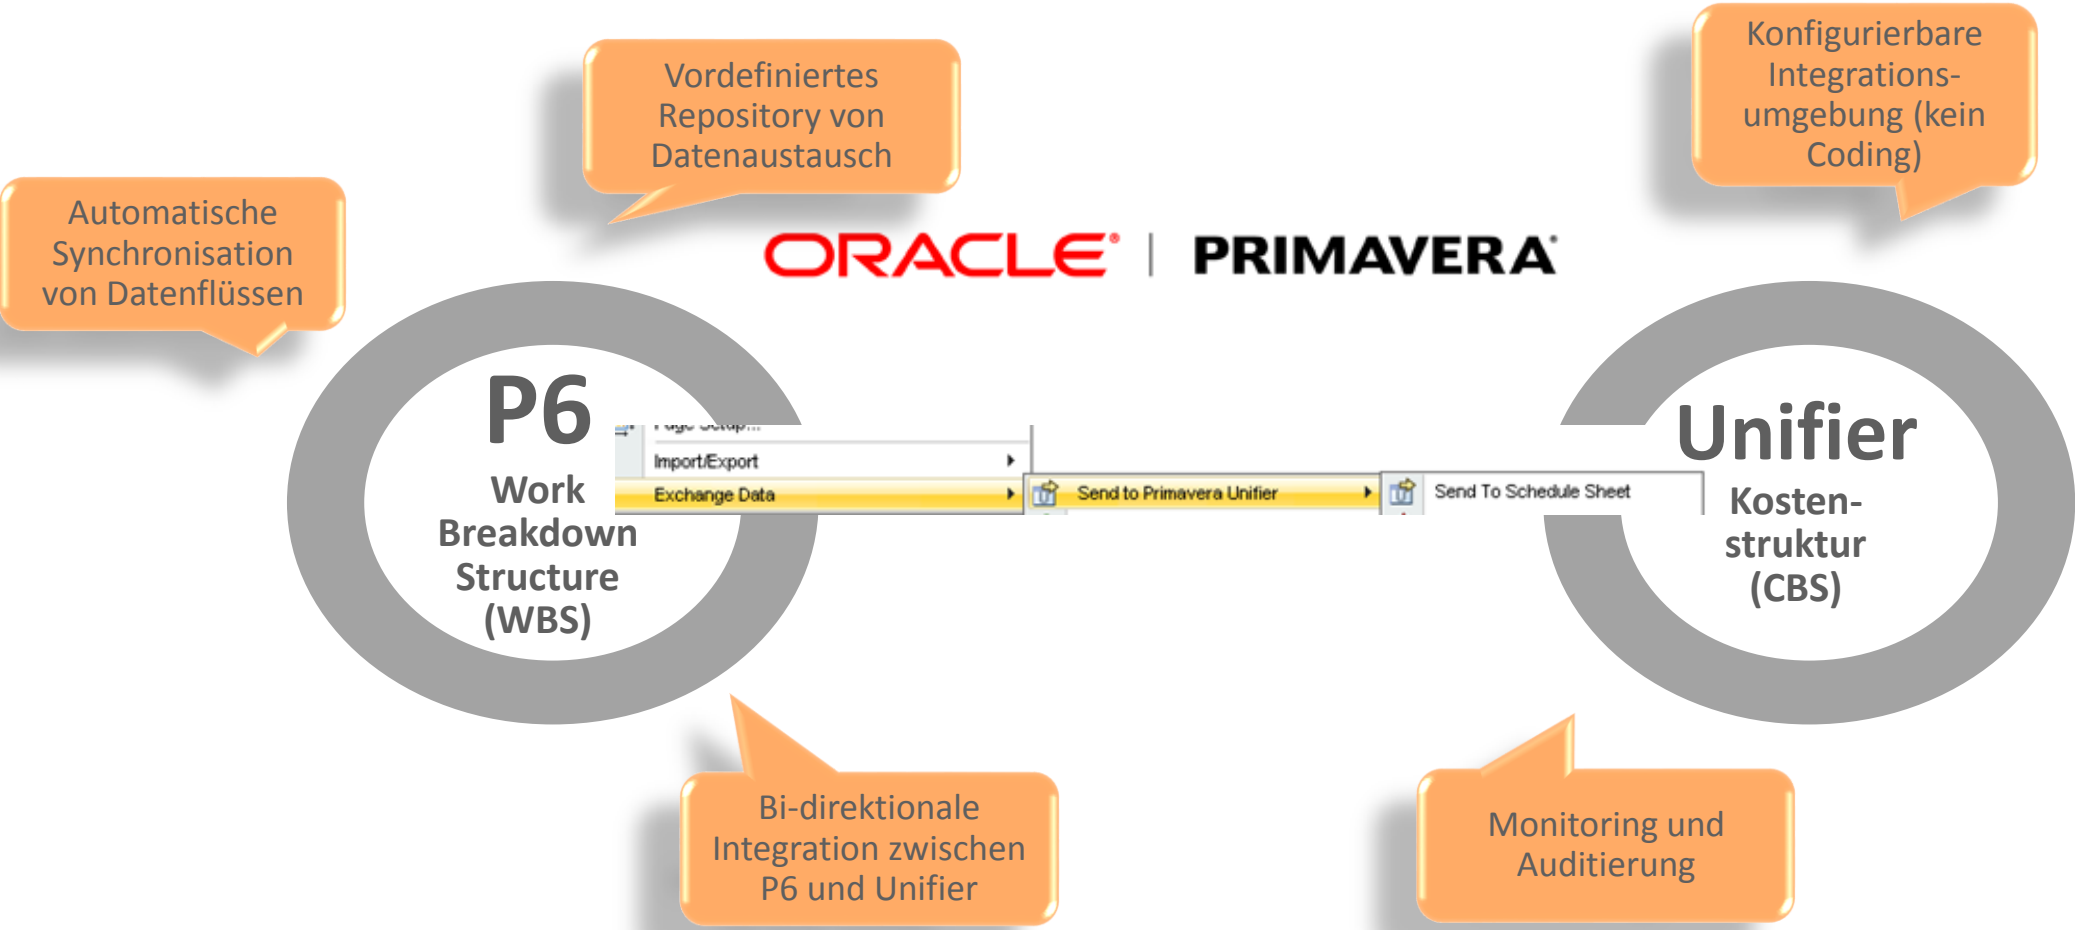 Konfigurierbare
Integrations-
umgebung (kein
Coding)
Vordefiniertes
Repository von
Datenaustausch
Automatische
Synchronisation
von Datenflüssen
ORACLE® | PRIMAVERA®
P6
Work
Breakdown
Structure
(WBS)
Page Setup...
Import/Export
Exchange Data
Send to Primavera Unifier
Send To Schedule Sheet
Unifier
Kosten-
struktur
(CBS)
Bi-direktionale
Integration zwischen
P6 und Unifier
Monitoring und
Auditierung